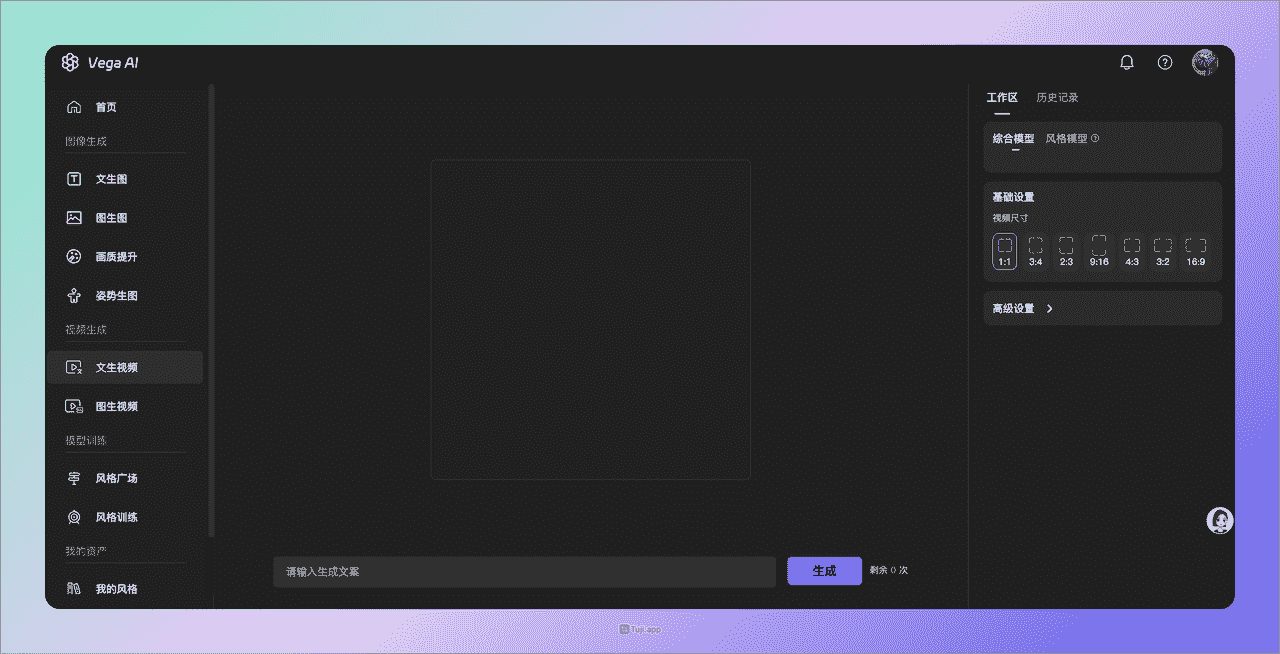 Vega AI
首页
图像生成
文生图
图生图
画质提升
姿势生图
视频生成
文生视频
图生视频
模型训练
风格广场
风格训练
我的资产
我的风格
请输入生成文案
生成
剩余 0 次
工作区 历史记录
综合模型 风格模型
基础设置
视频尺寸
1:1 3:4 2:3 9:16 4:3 3:2 16:9
高级设置
Tuji.app